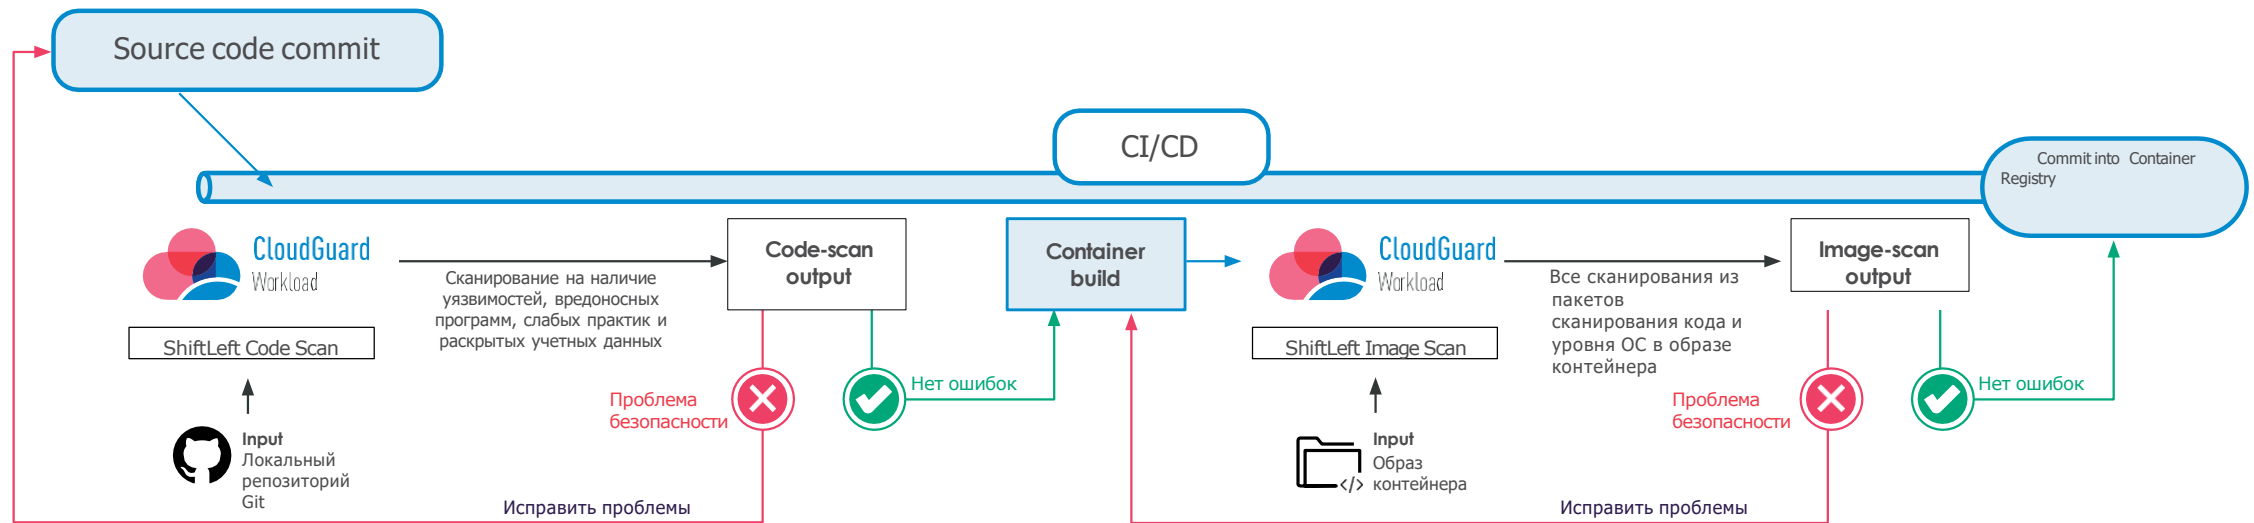 Source code commit
CI/CD
Commit into Container
Registry
CloudGuard
Workload
Сканирование на наличие
уязвимостей, вредоносных
программ, слабых практик и
раскрытых учетных данных
Code-scan
output
Container
build
CloudGuard
Workload
Все сканирования из
пакетов
сканирования кода и
уровня ОС в образе
контейнера
Image-scan
output
ShiftLeft Code Scan
ShiftLeft Image Scan
Проблема
безопасности
Нет ошибок
Проблема
безопасности
Нет ошибок
Input
Локальный
репозиторий
Git
Input
Образ
контейнера
</>
Исправить проблемы
Исправить проблемы